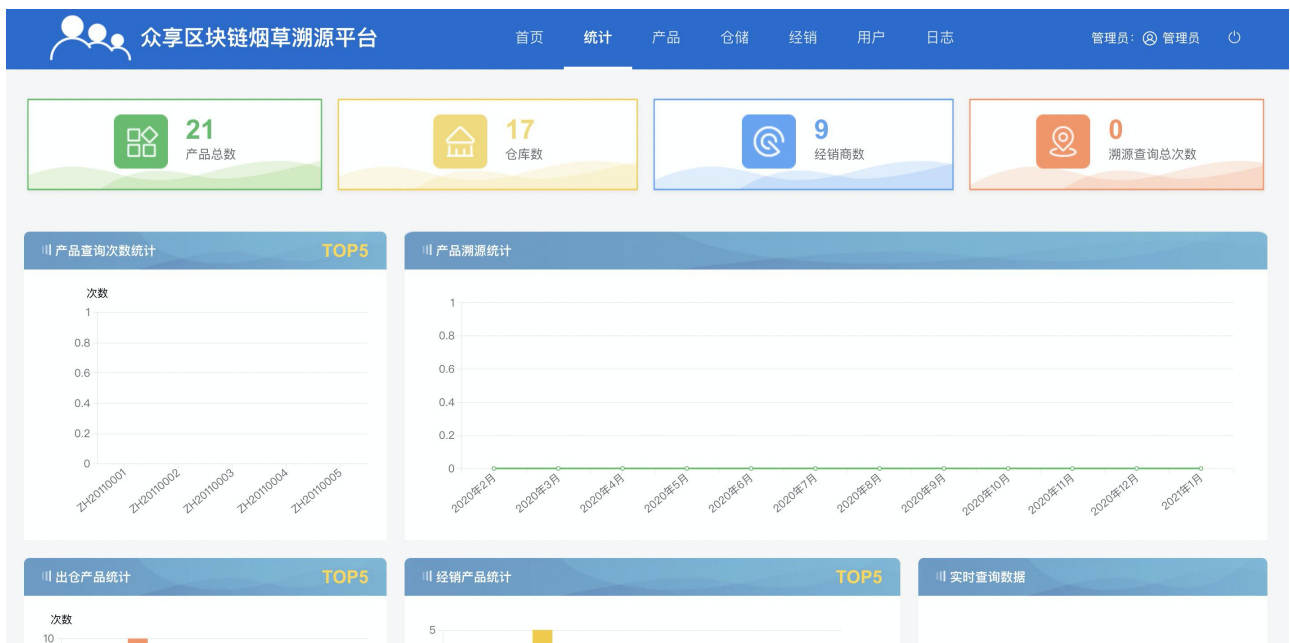 众享区块链烟草溯源平台
首页 统计 产品 仓储 经销 用户 日志
管理员: 管理员
21
产品总数
17
仓库数
9
经销商数
0
溯源查询总次数
产品查询次数统计 TOP5
次数
1
0.8
0.6
0.4
0.2
0
ZH20110001 ZH20110002 ZH20110003 ZH20110004 ZH20110005
产品溯源统计
1
0.8
0.6
0.4
0.2
0
2020年2月 2020年3月 2020年4月 2020年5月 2020年6月 2020年7月 2020年8月 2020年9月 2020年10月 2020年11月 2020年12月 2021年1月
出仓产品统计 TOP5
次数
10
经销产品统计 TOP5
5
实时查询数据